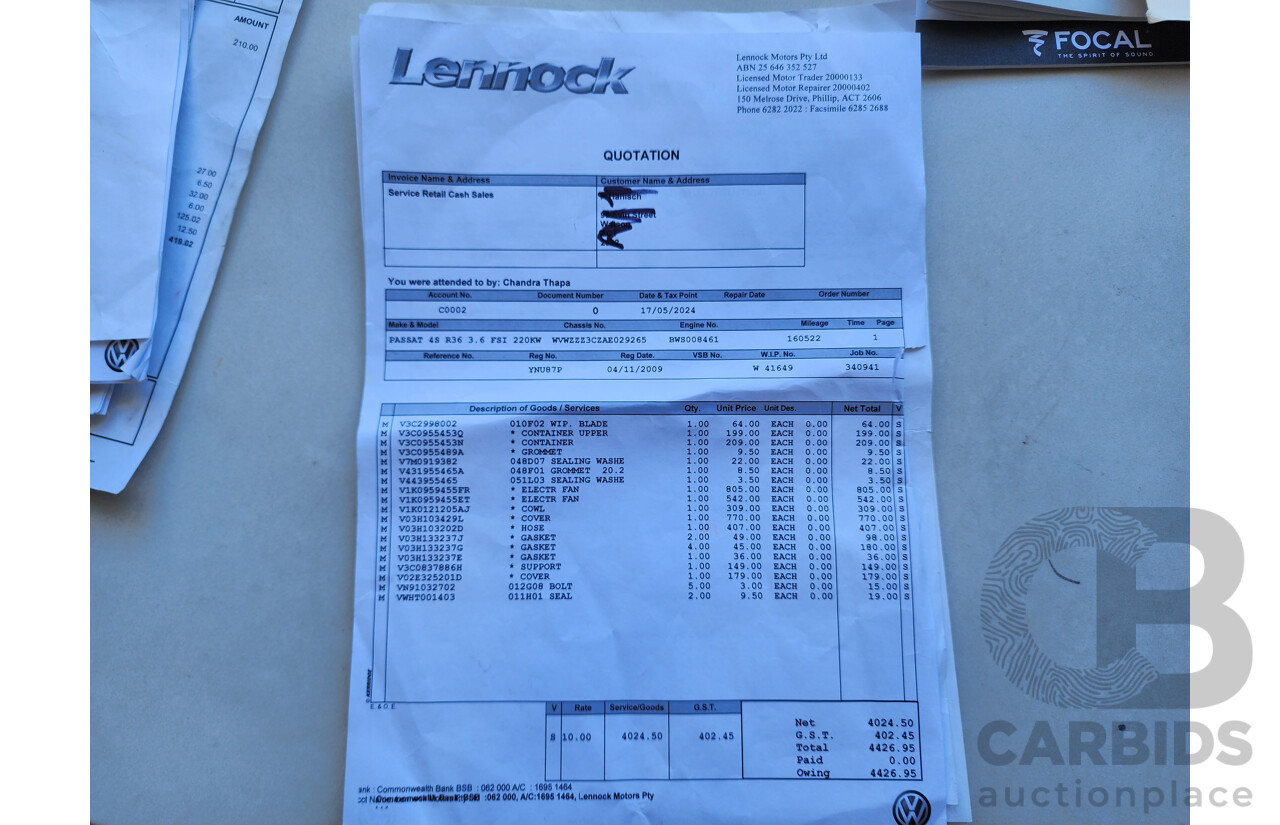 AMOUNT
210.00
27.00
6.50
32.00
6.00
125.02
12.50
419.02
FOCAL
THE SPIRIT OF SOUND
Lennock
Lennock Motors Pty Ltd
ABN 25 646 352 527
Licensed Motor Trader 20000133
Licensed Motor Repairer 20000402
150 Melrose Drive, Phillip, ACT 2606
Phone 6282 2022 : Facsimile 6285 2688
QUOTATION
Invoice Name & Address Customer Name & Address
Service Retail Cash Sales
Street
You were attended to by: Chandra Thapa
Account No. Document Number Date & Tax Point Repair Date Order Number
C0002 0 17/05/2024
Make & Model Chassis No. Engine No. Mileage Time Page
PASSAT 4S R36 3.6 FSI 220KW WVWZZZ3CZAE029265 BWS008461 160522 1
Reference No. Reg No. Reg Date. VSB No. W.I.P. No. Job No.
YNU87P 04/11/2009 W 41649 340941
Description of Goods / Services Qty. Unit Price Unit Des. Net Total V
M V3C2998002 010F02 WIP. BLADE 1.00 64.00 EACH 0.00 64.00 S
M V3C0955453Q * CONTAINER UPPER 1.00 199.00 EACH 0.00 199.00 S
M V3C0955453N * CONTAINER 1.00 209.00 EACH 0.00 209.00 S
M V3C0955489A * GROMMET 1.00 9.50 EACH 0.00 9.50 S
M V7M0919382 048D07 SEALING WASHE 1.00 22.00 EACH 0.00 22.00 S
M V431955465A 048F01 GROMMET 20.2 1.00 8.50 EACH 0.00 8.50 S
M V443955465 051L03 SEALING WASHE 1.00 3.50 EACH 0.00 3.50 S
M V1K0959455FR * ELECTR FAN 1.00 805.00 EACH 0.00 805.00 S
M V1K0959455ET * ELECTR FAN 1.00 542.00 EACH 0.00 542.00 S
M V1K0121205AJ * COWL 1.00 309.00 EACH 0.00 309.00 S
M V03H103429L * COVER 1.00 770.00 EACH 0.00 770.00 S
M V03H103202D * HOSE 1.00 407.00 EACH 0.00 407.00 S
M V03H133237J * GASKET 2.00 49.00 EACH 0.00 98.00 S
M V03H133237G * GASKET 4.00 45.00 EACH 0.00 180.00 S
M V03H133237E * GASKET 1.00 36.00 EACH 0.00 36.00 S
M V3C0837886H * SUPPORT 1.00 149.00 EACH 0.00 149.00 S
M V02E325201D * COVER 1.00 179.00 EACH 0.00 179.00 S
M VN91032702 012G08 BOLT 5.00 3.00 EACH 0.00 15.00 S
M VWHT001403 011H01 SEAL 2.00 9.50 EACH 0.00 19.00 S
E & O E
V Rate Service/Goods G.S.T.
S 10.00 4024.50 402.45
Net 4024.50
G.S.T. 402.45
Total 4426.95
Paid 0.00
Owing 4426.95
ank : Commonwealth Bank BSB : 062 000 A/C : 1695 1464
:062 000, A/C:1695 1464, Lennock Motors Pty
CB
CARBIDS
auctionplace